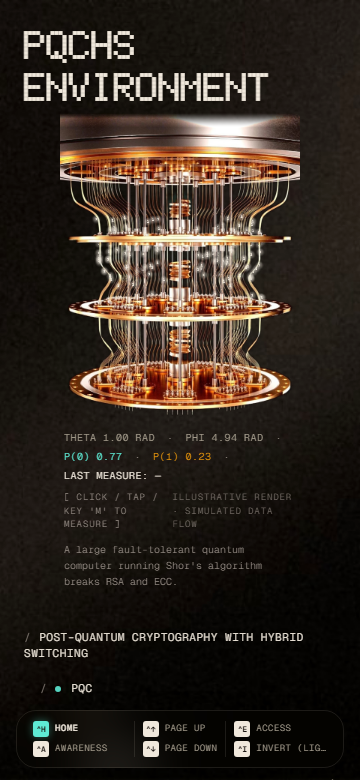 PQCHS
ENVIRONMENT
THETA 1.00 RAD · PHI 4.94 RAD ·
P(0) 0.77 · P(1) 0.23 ·
LAST MEASURE: —
[ CLICK / TAP /
KEY 'M' TO
MEASURE ]
ILLUSTRATIVE RENDER
· SIMULATED DATA
FLOW
A large fault-tolerant quantum
computer running Shor's algorithm
breaks RSA and ECC.
/ POST-QUANTUM CRYPTOGRAPHY WITH HYBRID
SWITCHING
/ • PQC
^H HOME
^↑ PAGE UP
^E ACCESS
^A AWARENESS
^↓ PAGE DOWN
^I INVERT (LIG…